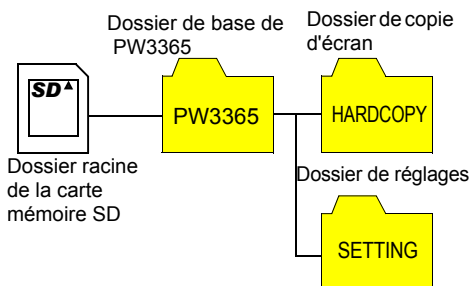 Dossier de base de
PW3365
Dossier de copie
d'écran
SD
PW3365
HARDCOPY
Dossier racine
de la carte
mémoire SD
Dossier de réglages
SETTING